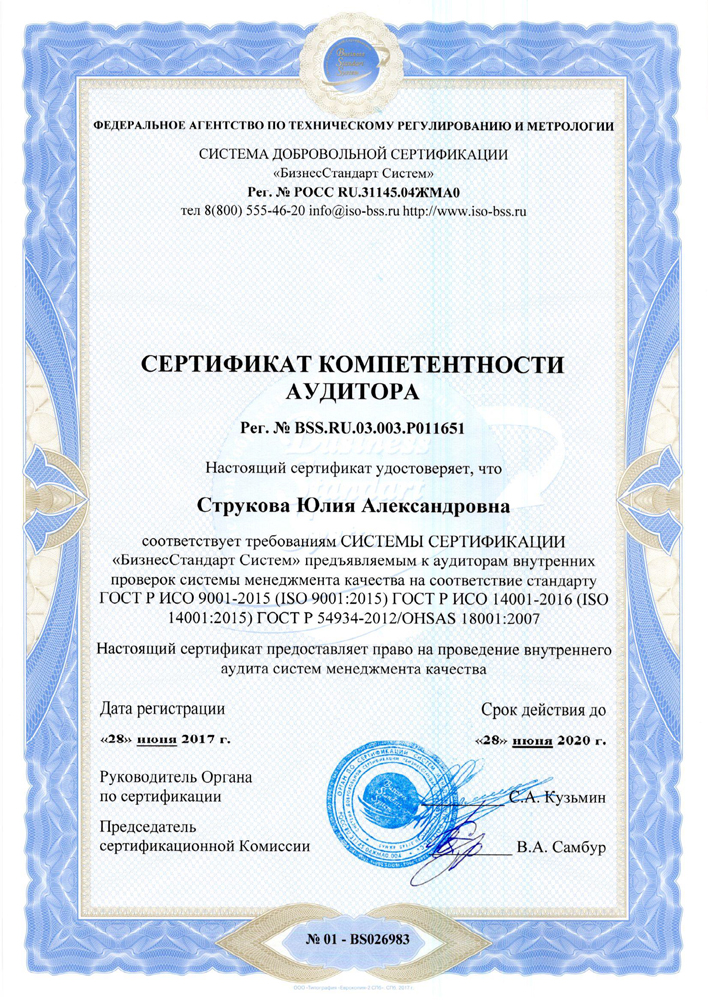 Business
Standart
Systems
ФЕДЕРАЛЬНОЕ АГЕНТСТВО ПО ТЕХНИЧЕСКОМУ РЕГУЛИРОВАНИЮ И МЕТРОЛОГИИ
СИСТЕМА ДОБРОВОЛЬНОЙ СЕРТИФИКАЦИИ
«БизнесСтандарт Систем»
Рег. № РОСС RU.31145.04ЖМА0
тел 8(800) 555-46-20 info@iso-bss.ru http://www.iso-bss.ru
СЕРТИФИКАТ КОМПЕТЕНТНОСТИ
АУДИТОРА
Рег. № BSS.RU.03.003.P011651
Настоящий сертификат удостоверяет, что
Струкова Юлия Александровна
соответствует требованиям СИСТЕМЫ СЕРТИФИКАЦИИ
«БизнесСтандарт Систем» предъявляемым к аудиторам внутренних
проверок системы менеджмента качества на соответствие стандарту
ГОСТ Р ИСО 9001-2015 (ISO 9001:2015) ГОСТ Р ИСО 14001-2016 (ISO
14001:2015) ГОСТ Р 54934-2012/OHSAS 18001:2007
Настоящий сертификат предоставляет право на проведение внутреннего
аудита систем менеджмента качества
Дата регистрации Срок действия до
«28» июня 2017 г. «28» июня 2020 г.
Руководитель Органа
по сертификации С.А. Кузьмин
Председатель
сертификационной Комиссии В.А. Самбур
№ 01 - BS026983